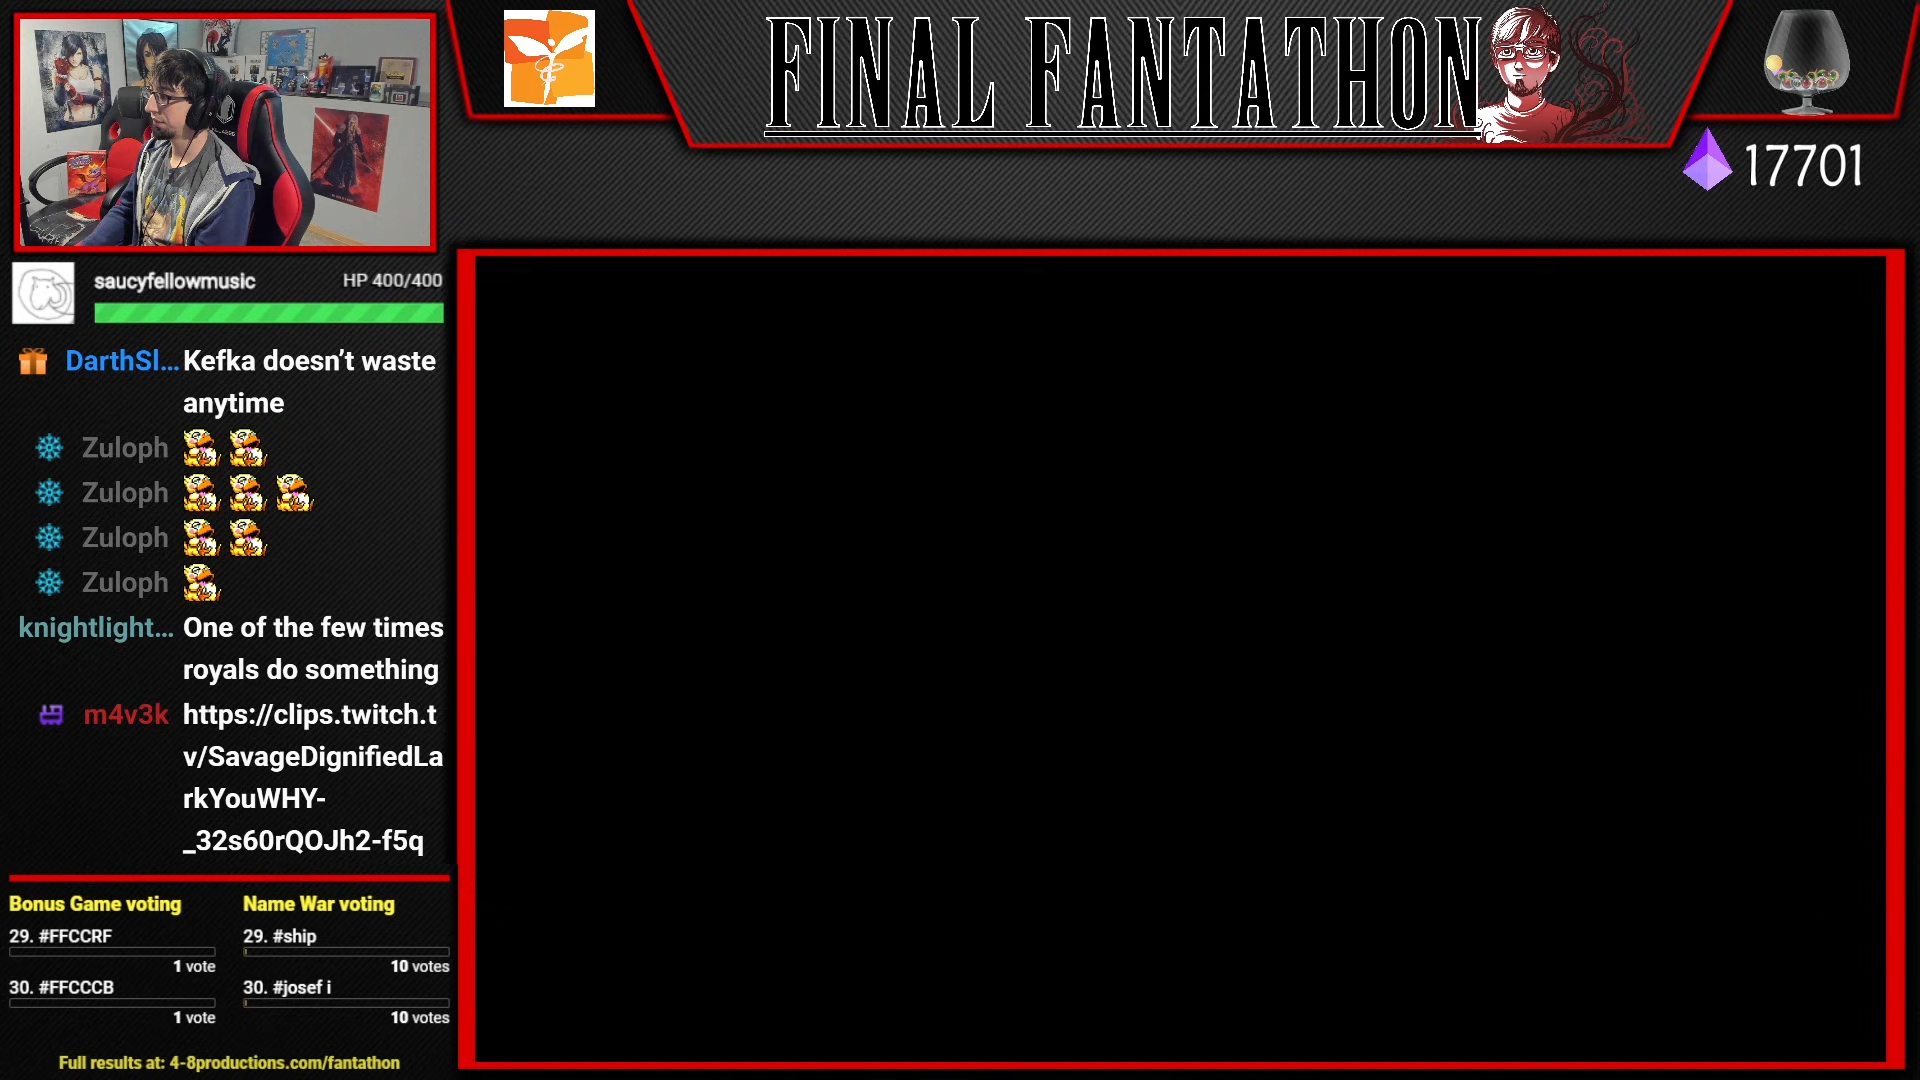 FINAL FANTATHON
17701
saucyfellowmusic HP 400/400
DarthSl... Kefka doesn't waste
anytime
Zuloph
Zuloph
Zuloph
Zuloph
knightlight... One of the few times
royals do something
m4v3k https://clips.twitch.t
v/SavageDignifiedLa
rkYouWHY-
_32s60rQOJh2-f5q
Bonus Game voting
29. #FFCCRF
1 vote
30. #FFCCCB
1 vote
Name War voting
29. #ship
10 votes
30. #josef i
10 votes
Full results at: 4-8productions.com/fantathon